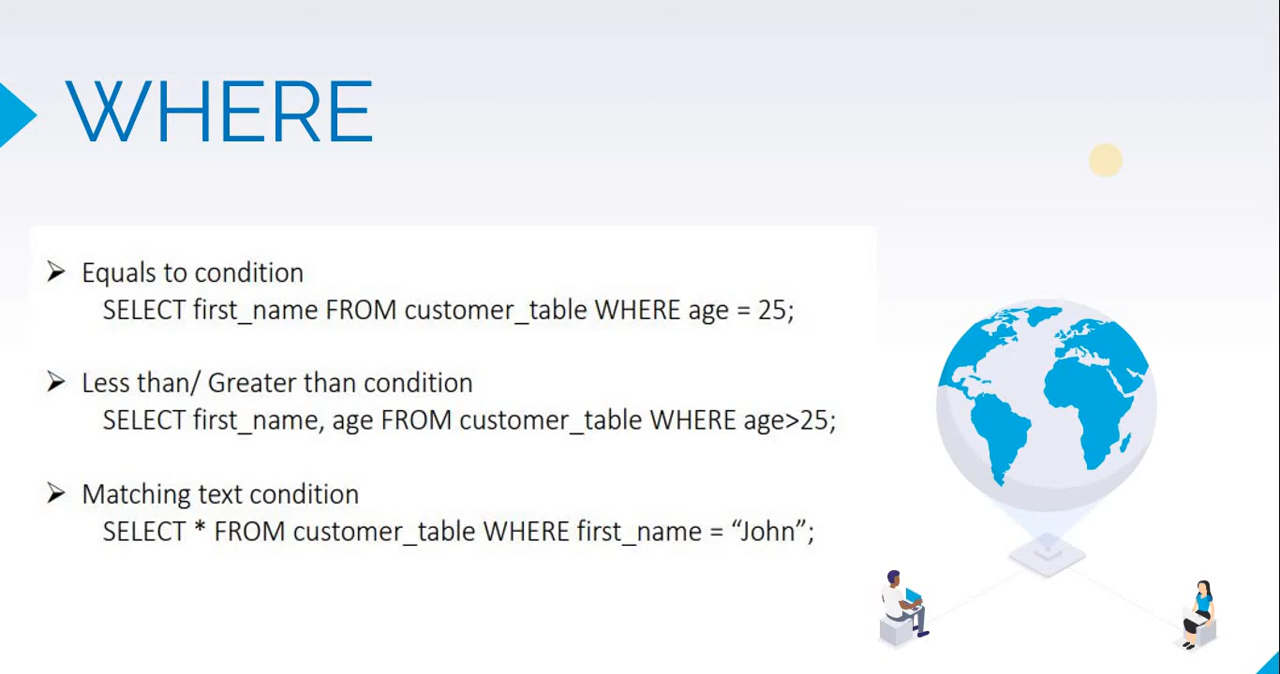 WHERE
➢ Equals to condition
SELECT first_name FROM customer_table WHERE age = 25;
➢ Less than/ Greater than condition
SELECT first_name, age FROM customer_table WHERE age>25;
➢ Matching text condition
SELECT * FROM customer_table WHERE first_name = “John”;